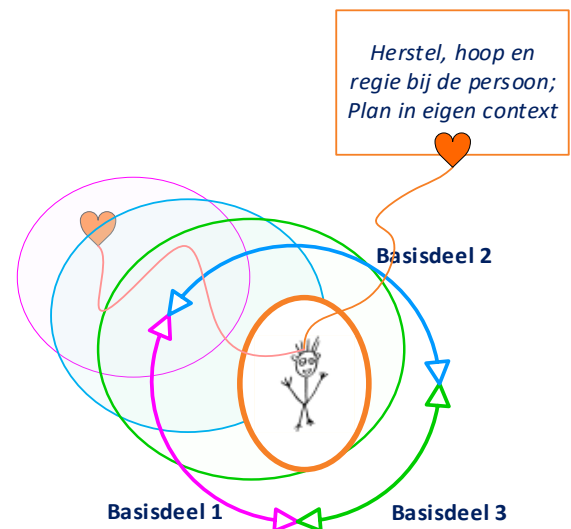 Herstel, hoop en
regie bij de persoon;
Plan in eigen context
Basisdeel 2
Basisdeel 1
Basisdeel 3